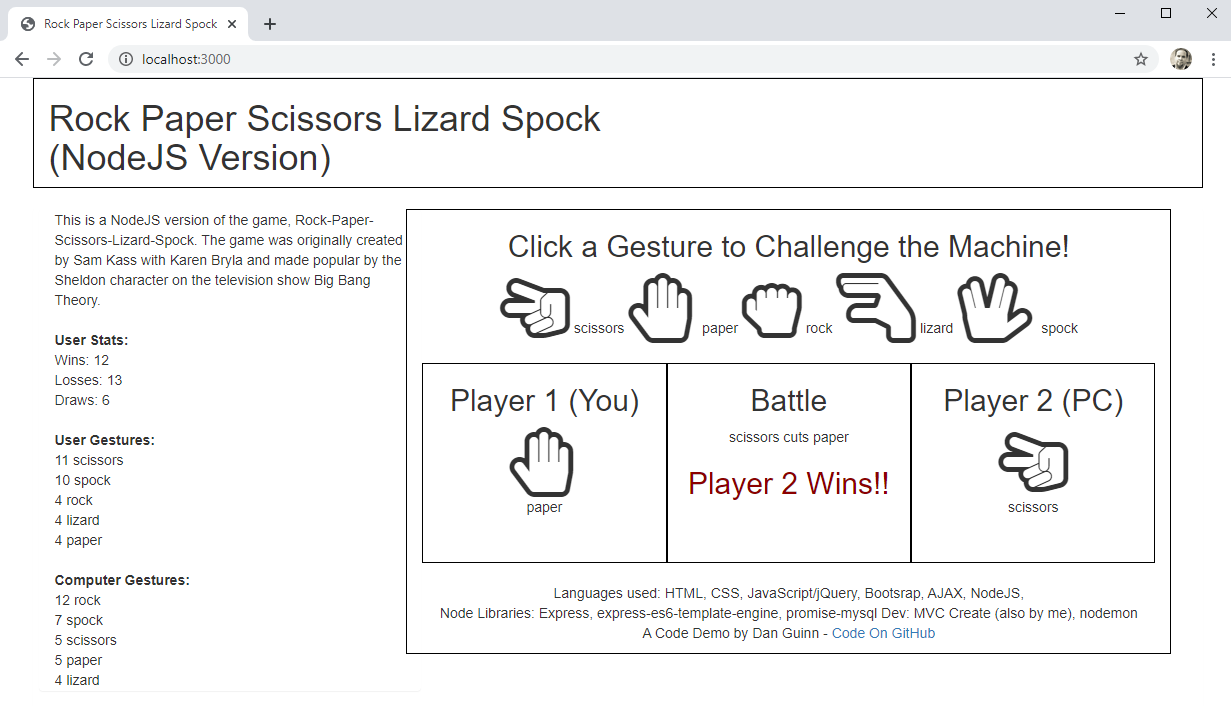 Rock Paper Scissors Lizard Spock
localhost:3000
Rock Paper Scissors Lizard Spock
(NodeJS Version)
This is a NodeJS version of the game, Rock-Paper-
Scissors-Lizard-Spock. The game was originally created
by Sam Kass with Karen Bryla and made popular by the
Sheldon character on the television show Big Bang
Theory.
User Stats:
Wins: 12
Losses: 13
Draws: 6
User Gestures:
11 scissors
10 spock
4 rock
4 lizard
4 paper
Computer Gestures:
12 rock
7 spock
5 scissors
5 paper
4 lizard
Click a Gesture to Challenge the Machine!
scissors paper rock lizard spock
Player 1 (You)
paper
Battle
scissors cuts paper
Player 2 Wins!!
Player 2 (PC)
scissors
Languages used: HTML, CSS, JavaScript/jQuery, Bootsrap, AJAX, NodeJS,
Node Libraries: Express, express-es6-template-engine, promise-mysql Dev: MVC Create (also by me), nodemon
A Code Demo by Dan Guinn - Code On GitHub